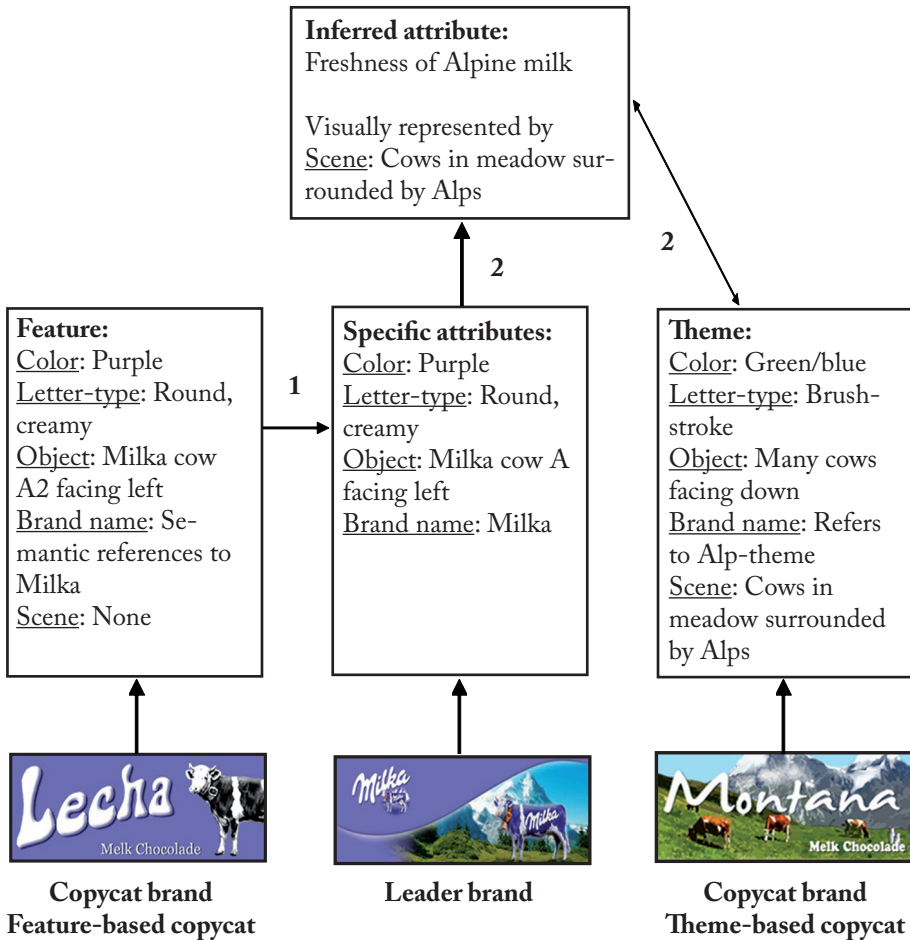 Inferred attribute:
Freshness of Alpine milk
Visually represented by
Scene: Cows in meadow sur-
rounded by Alps
2
2
Feature:
Color: Purple
Letter-type: Round,
creamy
Object: Milka cow
A2 facing left
Brand name: Se-
mantic references to
Milka
Scene: None
1
Specific attributes:
Color: Purple
Letter-type: Round,
creamy
Object: Milka cow A
facing left
Brand name: Milka
Theme:
Color: Green/blue
Letter-type: Brush-
stroke
Object: Many cows
facing down
Brand name: Refers
to Alp-theme
Scene: Cows in
meadow surrounded
by Alps
Lecha
Melk Chocolade
Milka
Milka
Montana
Melk Chocolade
Copycat brand
Feature-based copycat
Leader brand
Copycat brand
Theme-based copycat